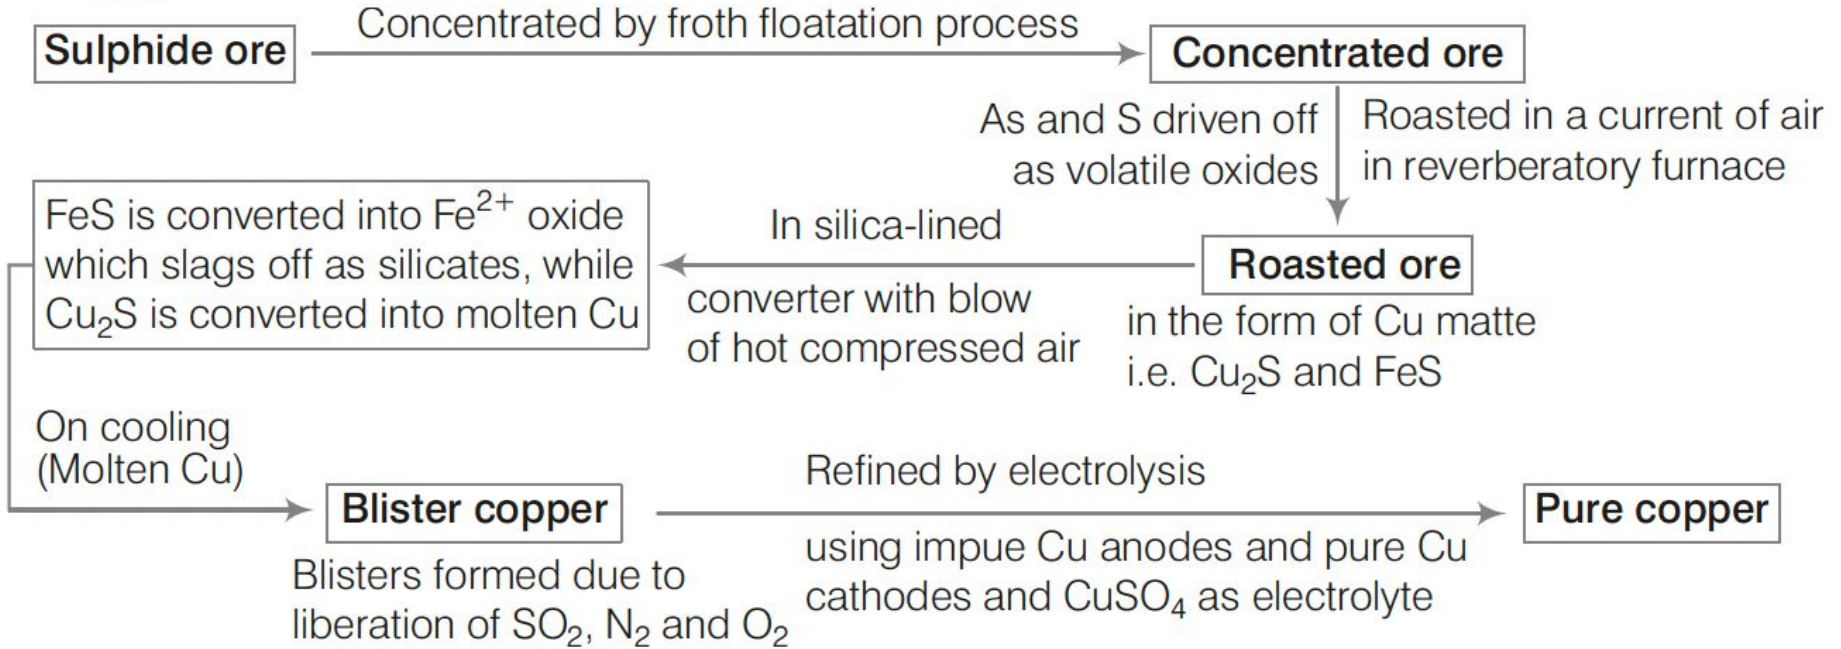 Sulphide ore
Concentrated by froth floatation process
Concentrated ore
As and S driven off
as volatile oxides
Roasted in a current of air
in reverberatory furnace
Roasted ore
in the form of Cu matte
i.e. Cu₂S and FeS
In silica-lined
converter with blow
of hot compressed air
FeS is converted into Fe²⁺ oxide
which slags off as silicates, while
Cu₂S is converted into molten Cu
On cooling
(Molten Cu)
Blister copper
Blisters formed due to
liberation of SO₂, N₂ and O₂
Refined by electrolysis
using impue Cu anodes and pure Cu
cathodes and CuSO₄ as electrolyte
Pure copper